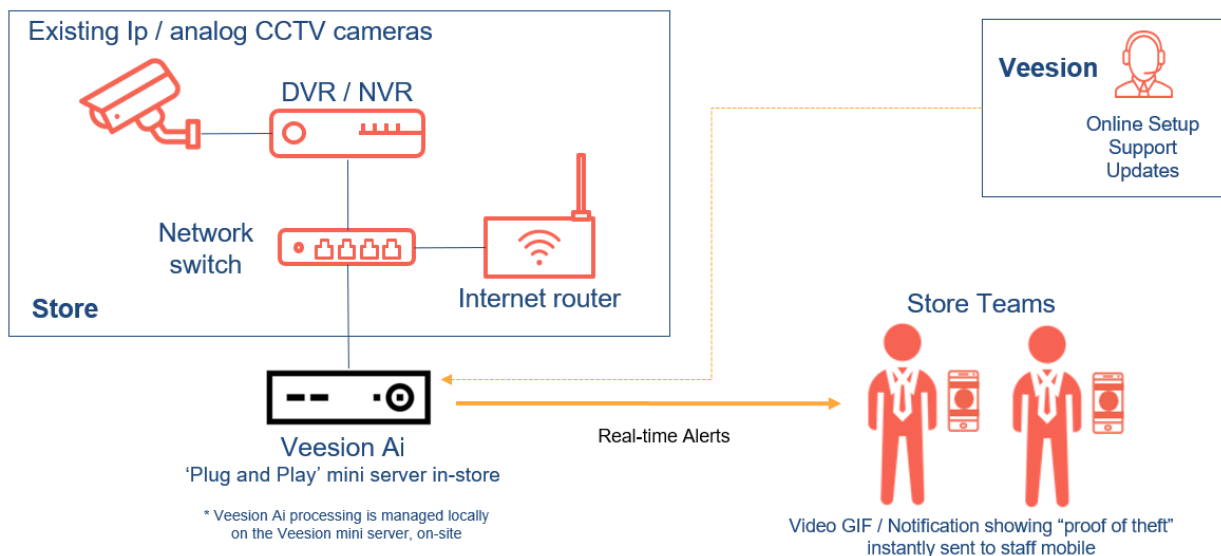 Existing Ip / analog CCTV cameras
DVR / NVR
Network
switch
Internet router
Store
Veesion
Online Setup
Support
Updates
Store Teams
Real-time Alerts
Veesion Ai
‘Plug and Play’ mini server in-store
* Veesion Ai processing is managed locally
on the Veesion mini server, on-site
Video GIF / Notification showing “proof of theft”
instantly sent to staff mobile